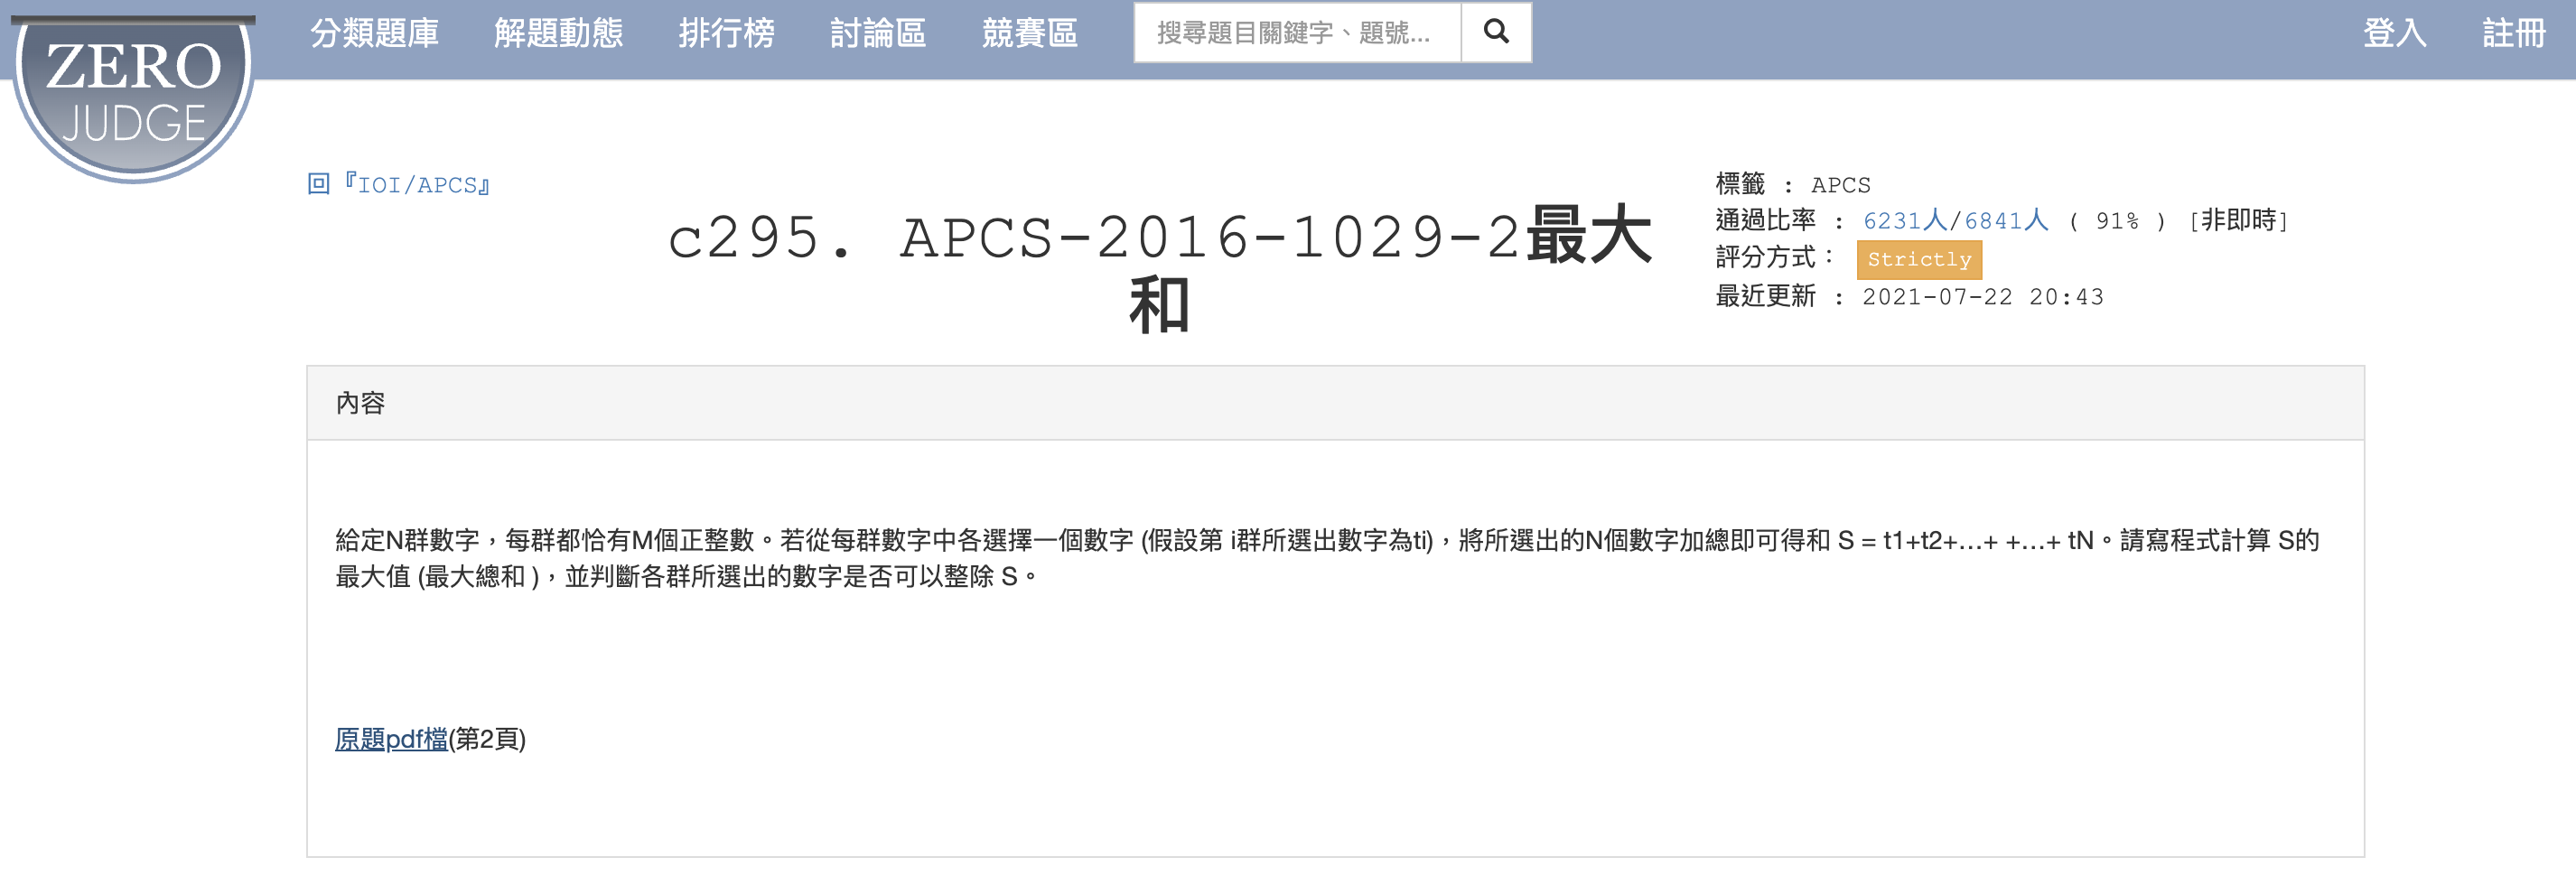 ZERO
JUDGE
分類題庫 解題動態 排行榜 討論區 競賽區 搜尋題目關鍵字、題號... 登入 註冊
回『IOI/APCS』
c295. APCS-2016-1029-2最大
和
標籤 : APCS
通過比率 : 6231人/6841人 ( 91% ) [非即時]
評分方式： Strictly
最近更新 : 2021-07-22 20:43
內容
給定N群數字，每群都恰有M個正整數。若從每群數字中各選擇一個數字 (假設第 i群所選出數字為ti)，將所選出的N個數字加總即可得和 S = t1+t2+…+ +…+ tN。請寫程式計算 S的
最大值 (最大總和 )，並判斷各群所選出的數字是否可以整除 S。
原題pdf檔(第2頁)